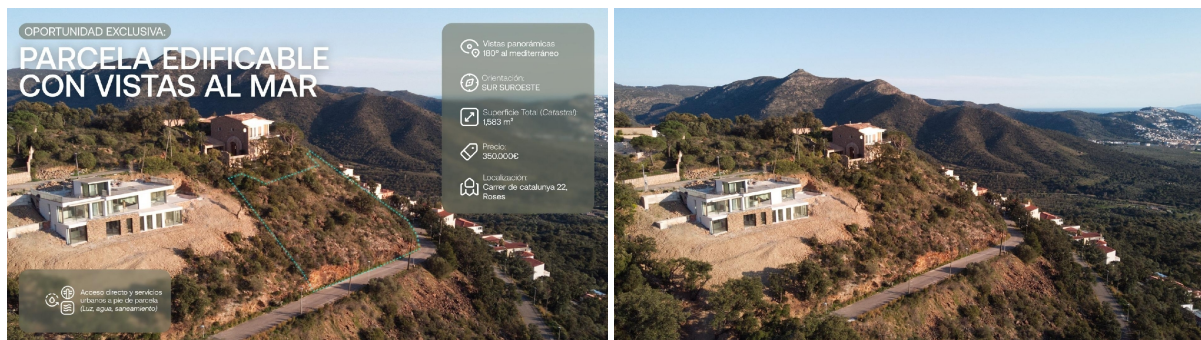 OPORTUNIDAD EXCLUSIVA:
PARCELA EDIFICABLE
CON VISTAS AL MAR
Vistas panorámicas
180º al mediterráneo
Orientación:
SUR SUROESTE
Superficie Total (Catastral)
1,583 m²
Precio:
350.000€
Localización:
Carrer de catalunya 22,
Roses
Acceso directo y servicios
urbanos a pie de parcela
(Luz, agua, saneamiento)